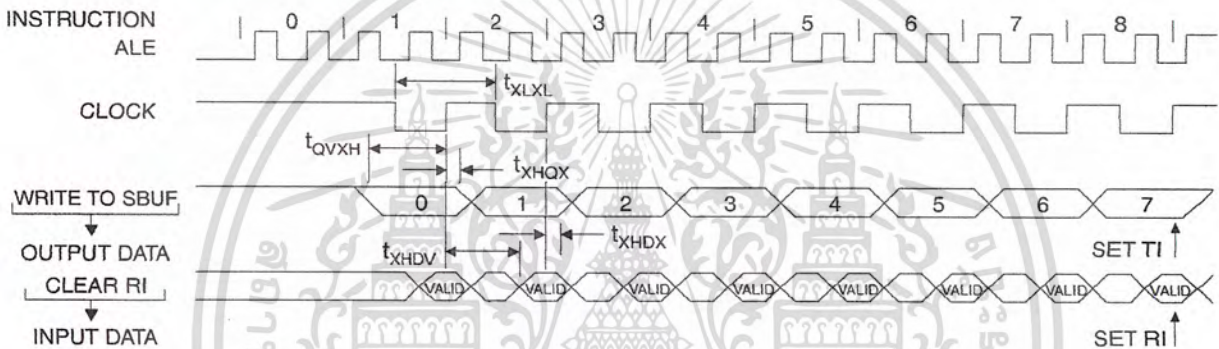 INSTRUCTION 0 1 2 3 4 5 6 7 8
ALE
tXLXL
CLOCK
tQVXH
tXHQX
WRITE TO SBUF 0 1 2 3 4 5 6 7
tXHDV
tXHDX
OUTPUT DATA
SET TI
CLEAR RI
VALID VALID VALID VALID VALID VALID VALID VALID
INPUT DATA
SET RI